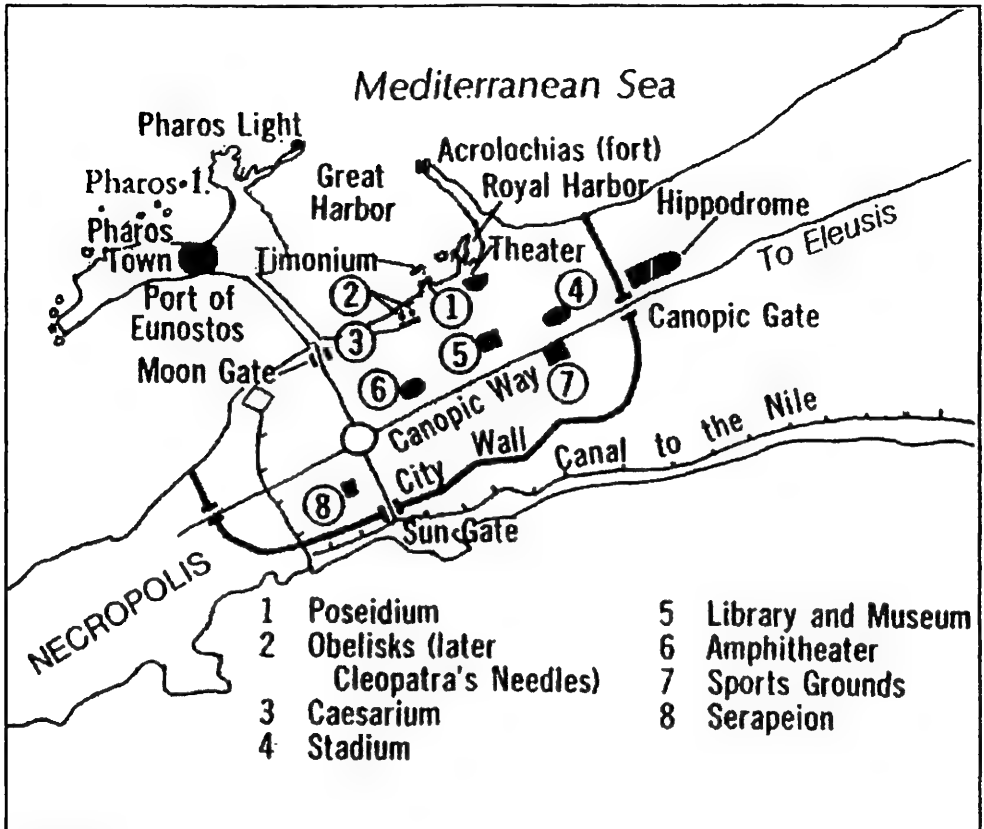 Mediterranean Sea
Pharos Light
Acrolochias (fort)
Pharos I.
Great
Harbor
Royal Harbor
Hippodrome
Pharos
Town
Timonium
Theater
To Eleusis
Port of
Eunostos
2
1
4
Canopic Gate
3
5
Moon Gate
6
7
Canopic Way
City Wall
Canal to the Nile
8
Sun Gate
NECROPOLIS
1 Poseidium
2 Obelisks (later
Cleopatra's Needles)
3 Caesarium
4 Stadium
5 Library and Museum
6 Amphitheater
7 Sports Grounds
8 Serapeion